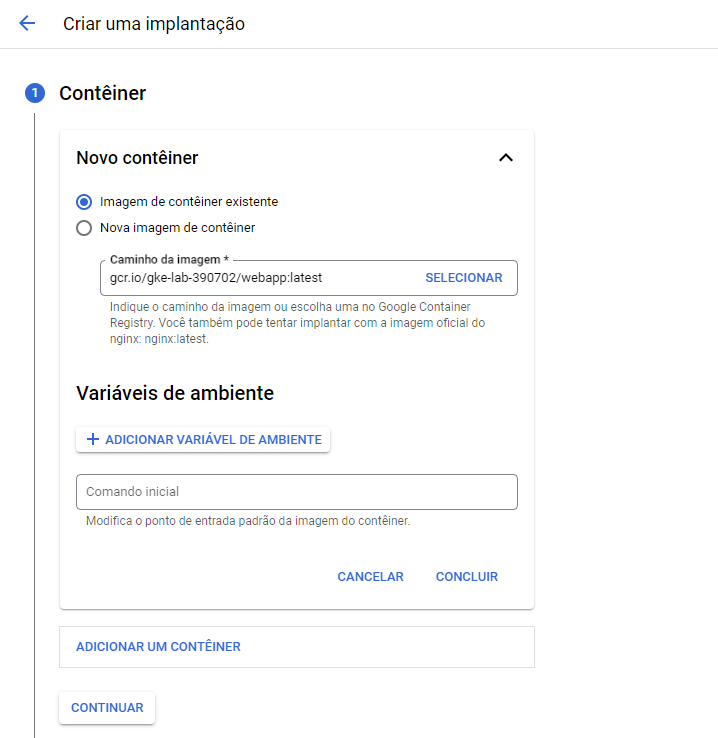 Criar uma implantação
1
Contêiner
Novo contêiner
Imagem de contêiner existente
Nova imagem de contêiner
Caminho da imagem *
gcr.io/gke-lab-390702/webapp:latest
SELECIONAR
Indique o caminho da imagem ou escolha uma no Google Container
Registry. Você também pode tentar implantar com a imagem oficial do
nginx: nginx:latest.
Variáveis de ambiente
ADICIONAR VARIÁVEL DE AMBIENTE
Comando inicial
Modifica o ponto de entrada padrão da imagem do contêiner.
CANCELAR
CONCLUIR
ADICIONAR UM CONTÊINER
CONTINUAR